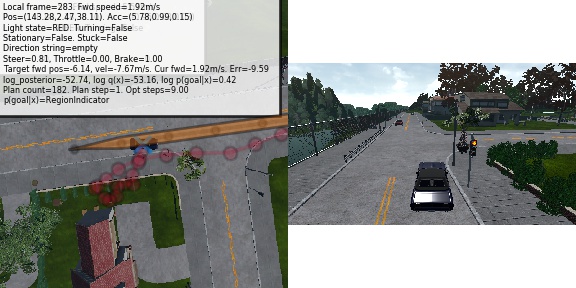 Local frame=283. Fwd speed=1.92m/s
Pos=(143.28,2.47,38.11). Acc=(5.78,0.99,0.15)
Light state=RED. Turning=False
Stationary=False. Stuck=False
Direction string=empty
Steer=0.81, Throttle=0.00, Brake=1.00
Target fwd pos=-6.14, vel=-7.67m/s. Cur fwd=1.92m/s. Err=-9.59
log_posterior=-52.74, log q(x)=-53.16, log p(goal|x)=0.42
Plan count=182. Plan step=1. Opt steps=9.00
p(goal|x)=RegionIndicator